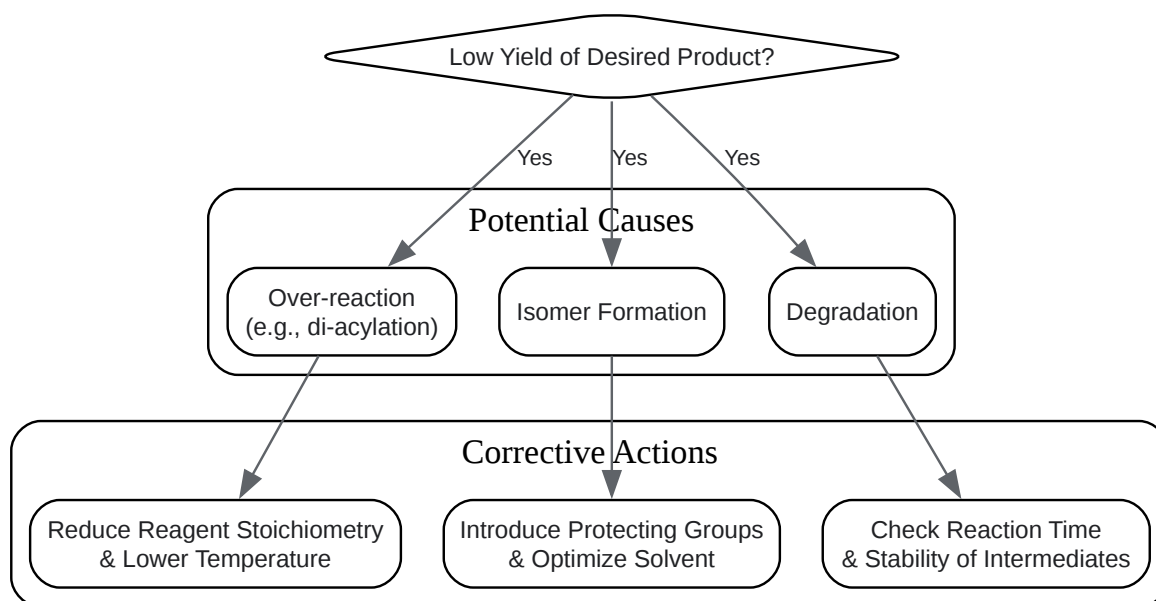 Low Yield of Desired Product?
Yes
Yes
Yes
Potential Causes
Over-reaction
(e.g., di-acylation)
Isomer Formation
Degradation
Corrective Actions
Reduce Reagent Stoichiometry
& Lower Temperature
Introduce Protecting Groups
& Optimize Solvent
Check Reaction Time
& Stability of Intermediates